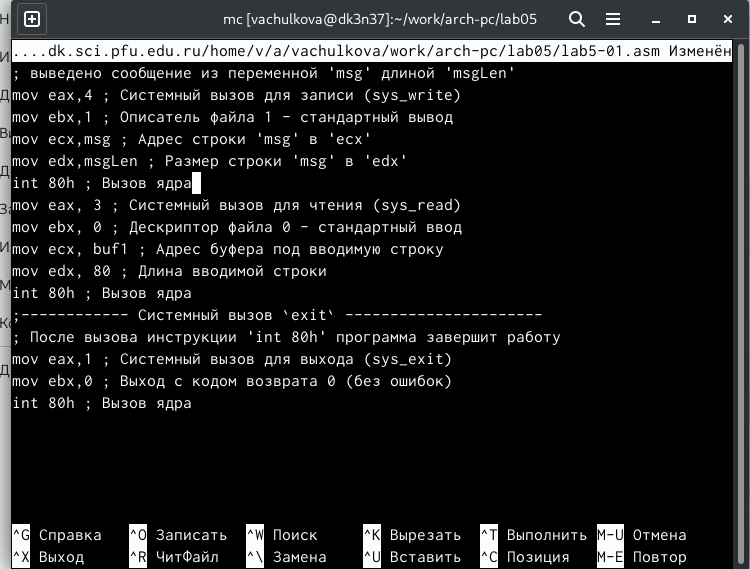 mc [vachulkova@dk3n37]:~/work/arch-pc/lab05
....dk.sci.pfu.edu.ru/home/v/a/vachulkova/work/arch-pc/lab05/lab5-01.asm Изменён
; выведено сообщение из переменной 'msg' длиной 'msgLen'
mov eax,4 ; Системный вызов для записи (sys_write)
mov ebx,1 ; Описатель файла 1 - стандартный вывод
mov ecx,msg ; Адрес строки 'msg' в 'ecx'
mov edx,msgLen ; Размер строки 'msg' в 'edx'
int 80h ; Вызов ядра
mov eax, 3 ; Системный вызов для чтения (sys_read)
mov ebx, 0 ; Дескриптор файла 0 - стандартный ввод
mov ecx, buf1 ; Адрес буфера под вводимую строку
mov edx, 80 ; Длина вводимой строки
int 80h ; Вызов ядра
;------------ Системный вызов `exit` ----------------------
; После вызова инструкции 'int 80h' программа завершит работу
mov eax,1 ; Системный вызов для выхода (sys_exit)
mov ebx,0 ; Выход с кодом возврата 0 (без ошибок)
int 80h ; Вызов ядра
^G Справка ^O Записать ^W Поиск ^K Вырезать ^T Выполнить M-U Отмена
^X Выход ^R ЧитФайл ^\ Замена ^U Вставить ^C Позиция M-E Повтор